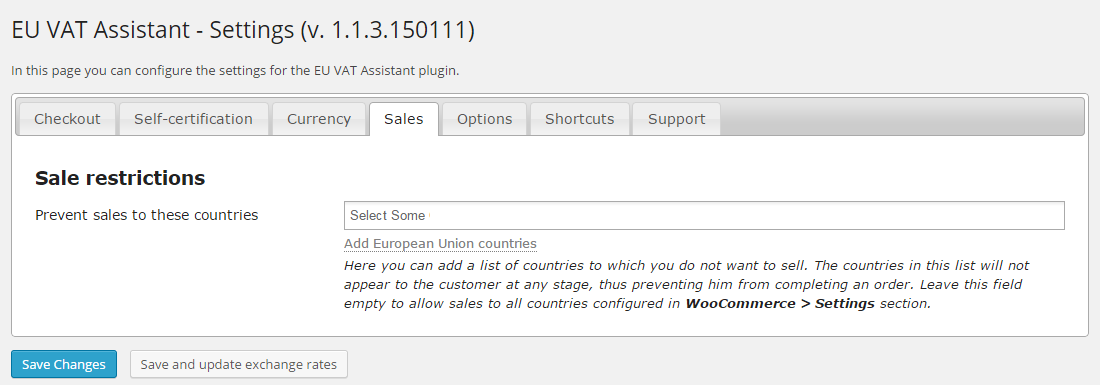 EU VAT Assistant - Settings (v. 1.1.3.150111)
In this page you can configure the settings for the EU VAT Assistant plugin.
Checkout Self-certification Currency Sales Options Shortcuts Support
Sale restrictions
Prevent sales to these countries Select Some
Add European Union countries
Here you can add a list of countries to which you do not want to sell. The countries in this list will not
appear to the customer at any stage, thus preventing him from completing an order. Leave this field
empty to allow sales to all countries configured in WooCommerce > Settings section.
Save Changes Save and update exchange rates